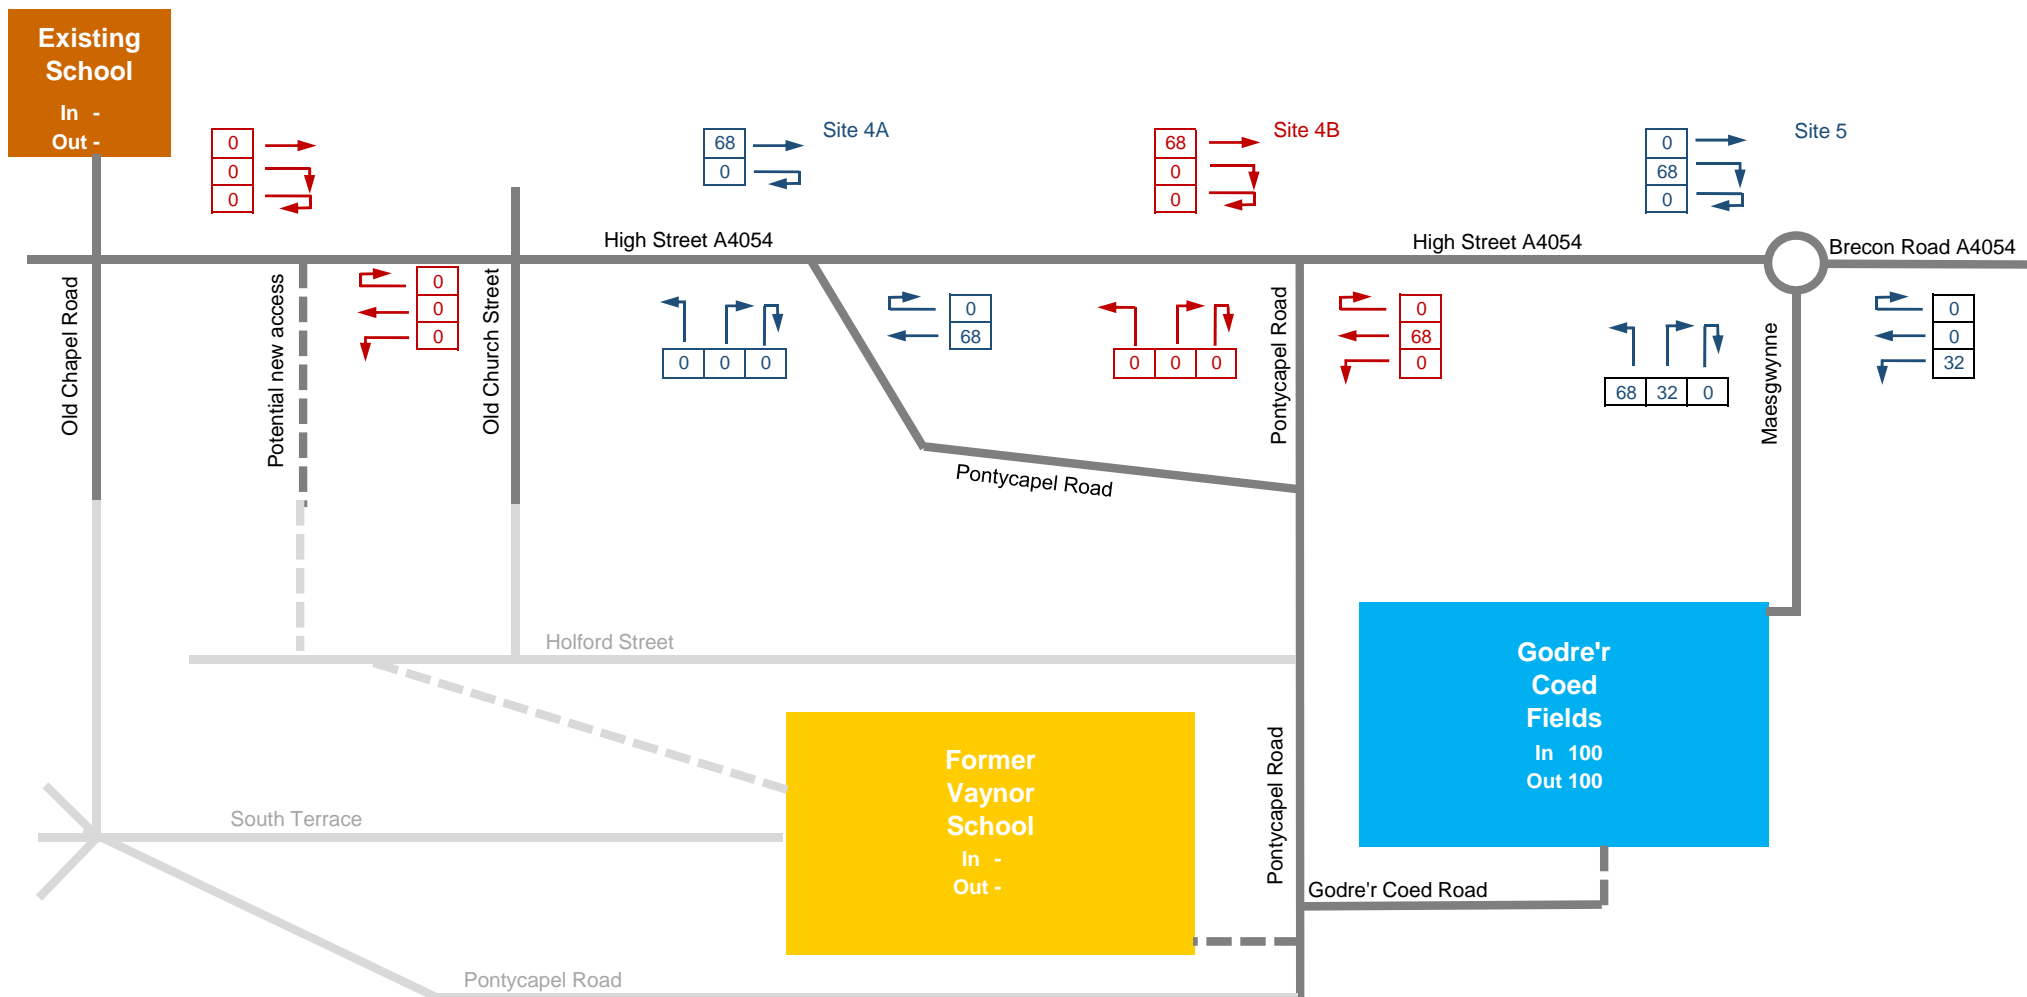 Existing
School
In -
Out -
0
0
0
68
0
Site 4A
68
0
0
Site 4B
0
68
0
Site 5
High Street A4054
High Street A4054
Brecon Road A4054
Old Chapel Road
Potential new access
0
0
0
Old Church Street
0 0 0
0
68
0 0 0
Pontycapel Road
0
68
0
68 32 0
Maesgwynne
0
0
32
Pontycapel Road
Holford Street
Godre'r
Coed
Fields
In 100
Out 100
Former
Vaynor
School
In -
Out -
Pontycapel Road
South Terrace
Godre'r Coed Road
Pontycapel Road